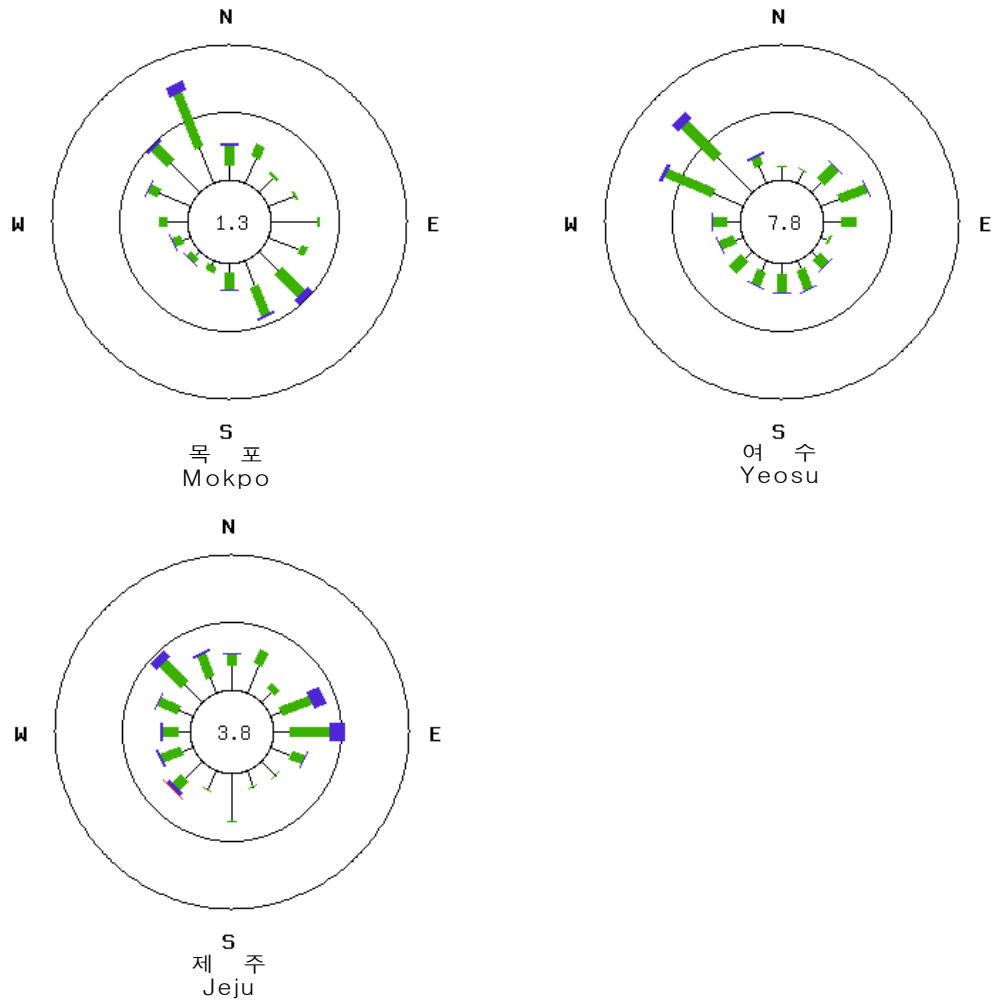 N
N
W 1.3 E
W 7.8 E
S
목 포
Mokpo
S
여 수
Yeosu
N
W 3.8 E
S
제 주
Jeju